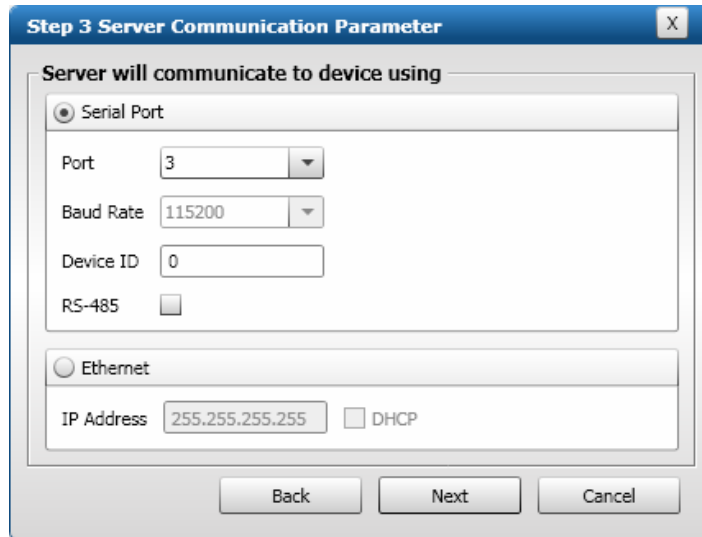 Step 3 Server Communication Parameter X
Server will communicate to device using
Serial Port
Port 3
Baud Rate 115200
Device ID 0
RS-485
Ethernet
IP Address 255.255.255.255 DHCP
Back Next Cancel